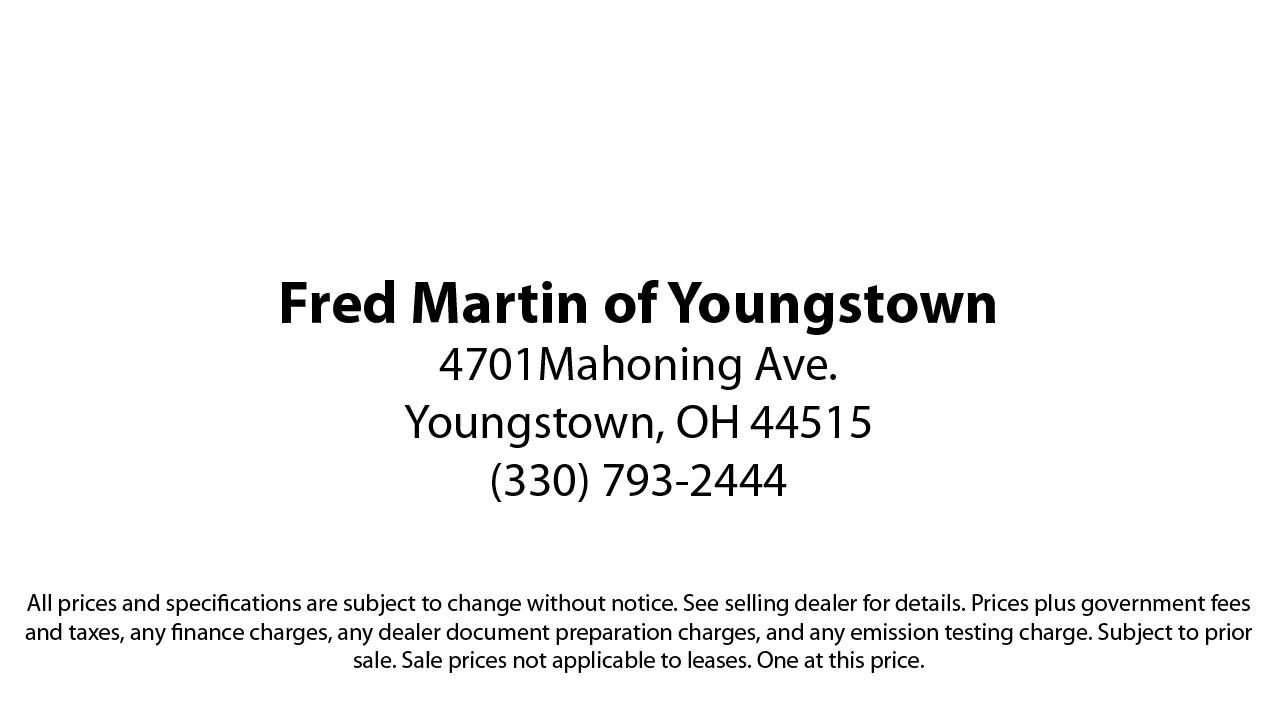 Fred Martin of Youngstown
4701Mahoning Ave.
Youngstown, OH 44515
(330) 793-2444
All prices and specifications are subject to change without notice. See selling dealer for details. Prices plus government fees
and taxes, any finance charges, any dealer document preparation charges, and any emission testing charge. Subject to prior
sale. Sale prices not applicable to leases. One at this price.